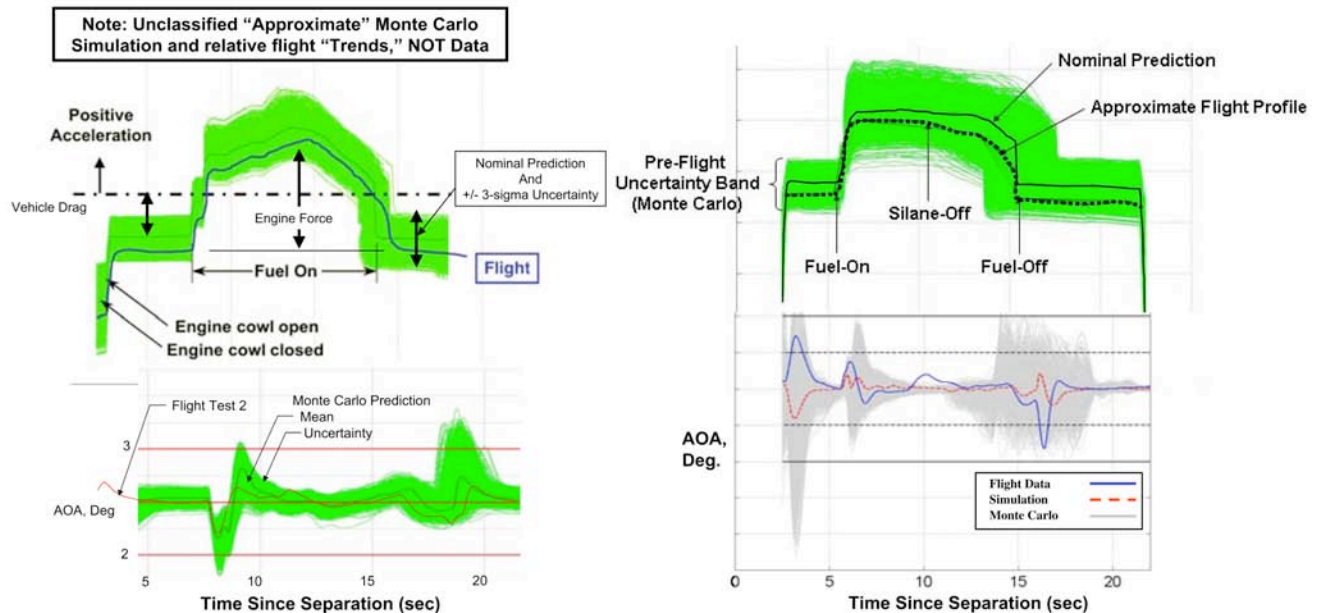 Note: Unclassified “Approximate” Monte Carlo
Simulation and relative flight “Trends,” NOT Data
Positive
Acceleration
Vehicle Drag
Engine Force
Nominal Prediction
And
+/- 3-sigma Uncertainty
Fuel On
Flight
Engine cowl open
Engine cowl closed
Flight Test 2
Monte Carlo Prediction
Mean
Uncertainty
3
AOA, Deg
2
5
10
15
20
Time Since Separation (sec)
Nominal Prediction
Approximate Flight Profile
Pre-Flight
Uncertainty Band
(Monte Carlo)
Silane-Off
Fuel-On
Fuel-Off
AOA,
Deg.
Flight Data
Simulation
Monte Carlo
0
5
10
15
20
Time Since Separation (sec)